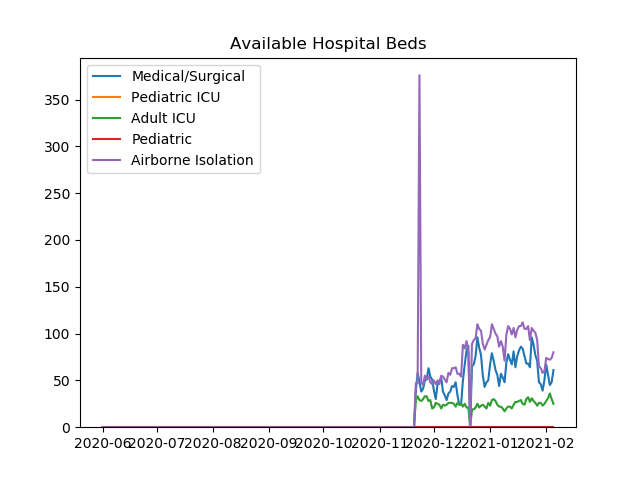 Available Hospital Beds
Medical/Surgical
Pediatric ICU
Adult ICU
Pediatric
Airborne Isolation
350
300
250
200
150
100
50
0
2020-06 2020-07 2020-08 2020-09 2020-10 2020-11 2020-12 2021-01 2021-02